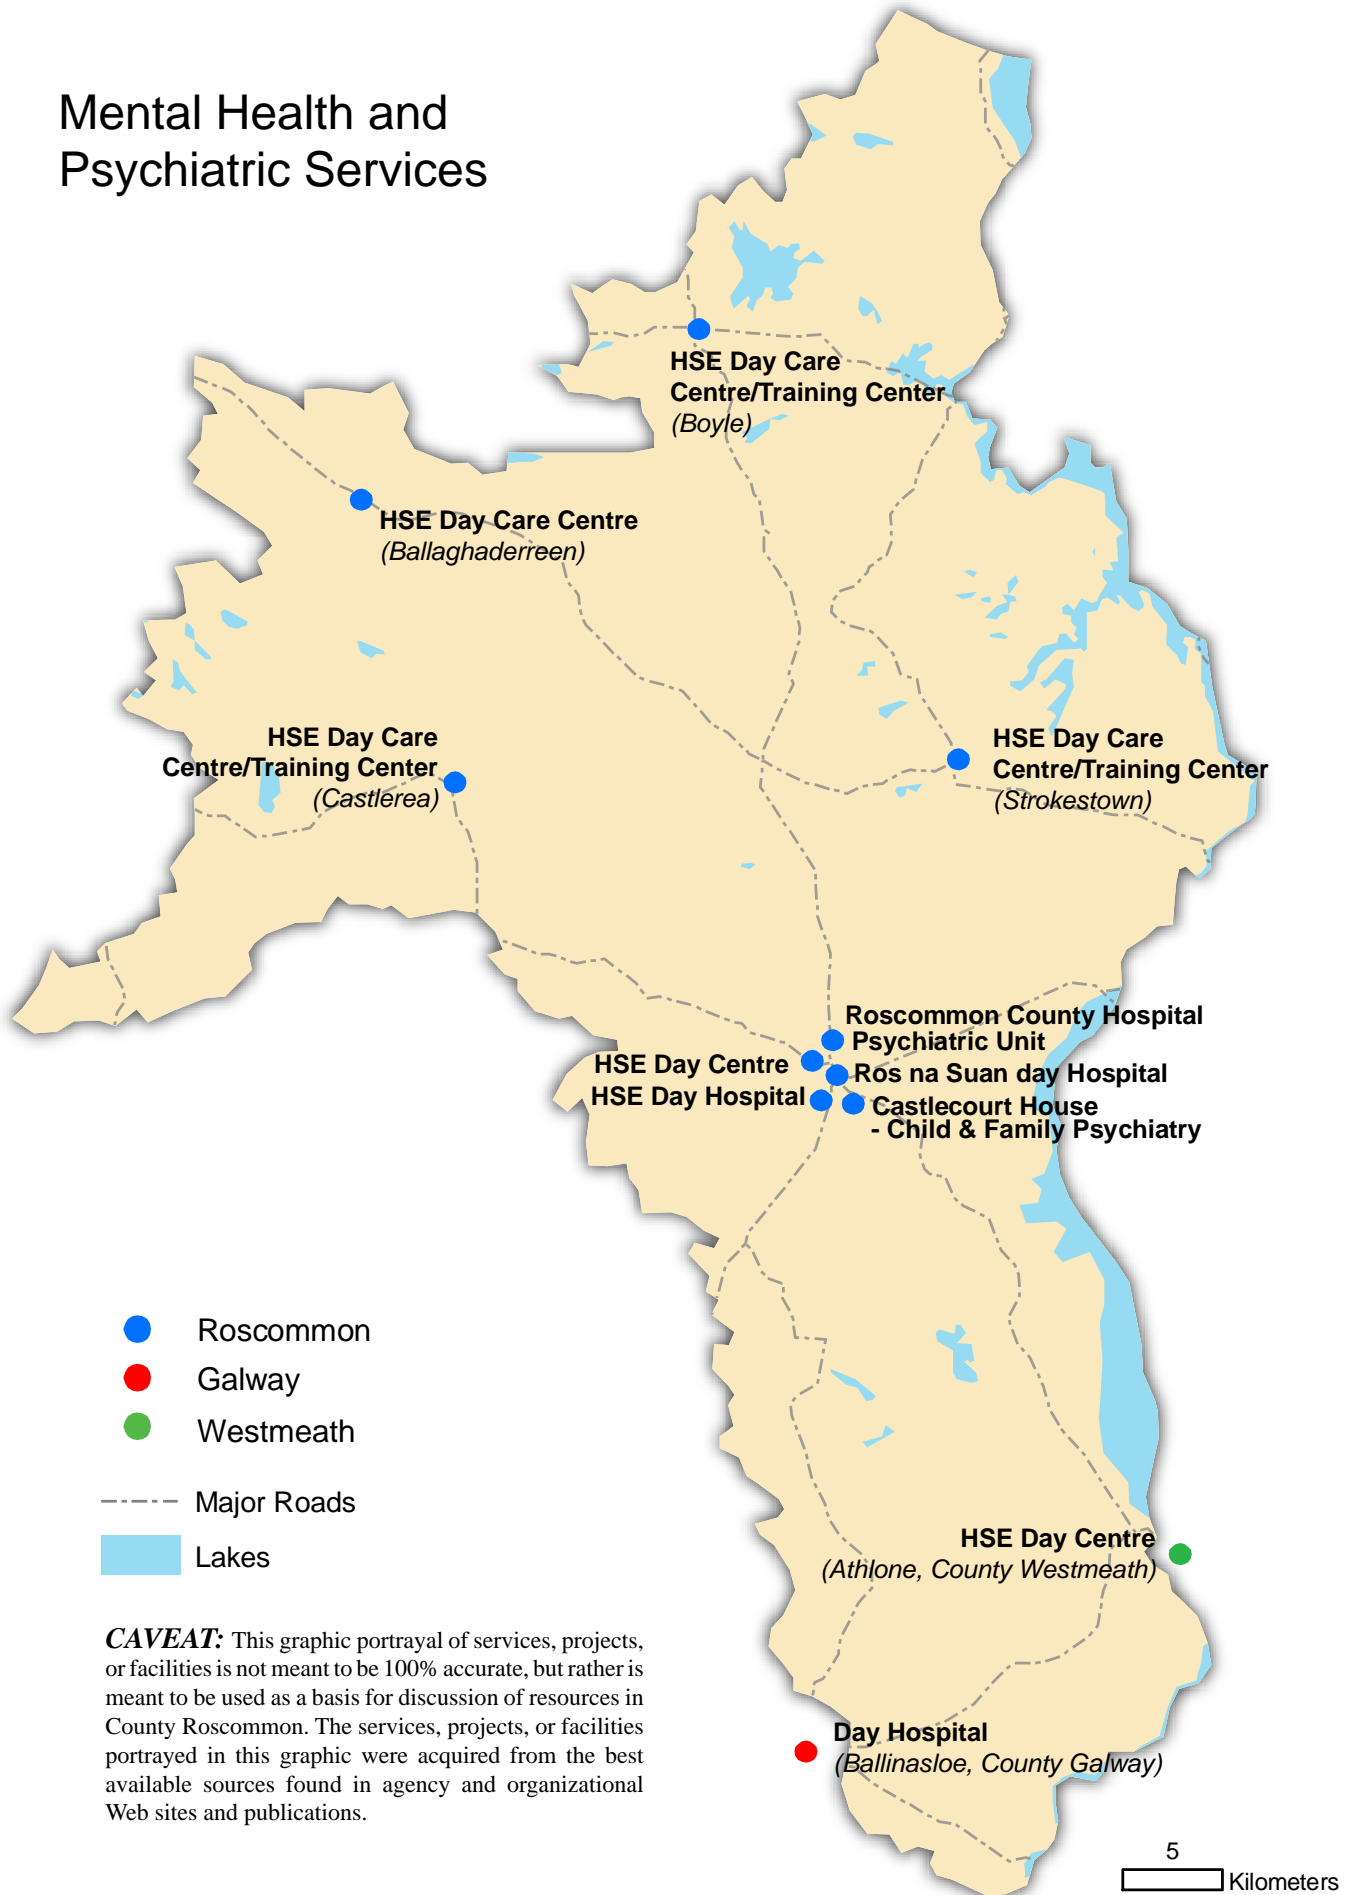 Mental Health and
Psychiatric Services
HSE Day Care
Centre/Training Center
(Boyle)
HSE Day Care Centre
(Ballaghaderreen)
HSE Day Care
Centre/Training Center
(Castlerea)
HSE Day Care
Centre/Training Center
(Strokestown)
Roscommon County Hospital
Psychiatric Unit
HSE Day Centre
Ros na Suan day Hospital
HSE Day Hospital
Castlecourt House
- Child & Family Psychiatry
Roscommon
Galway
Westmeath
Major Roads
Lakes
HSE Day Centre
(Athlone, County Westmeath)
CAVEAT: This graphic portrayal of services, projects,
or facilities is not meant to be 100% accurate, but rather is
meant to be used as a basis for discussion of resources in
County Roscommon. The services, projects, or facilities
portrayed in this graphic were acquired from the best
available sources found in agency and organizational
Web sites and publications.
Day Hospital
(Ballinasloe, County Galway)
5
Kilometers